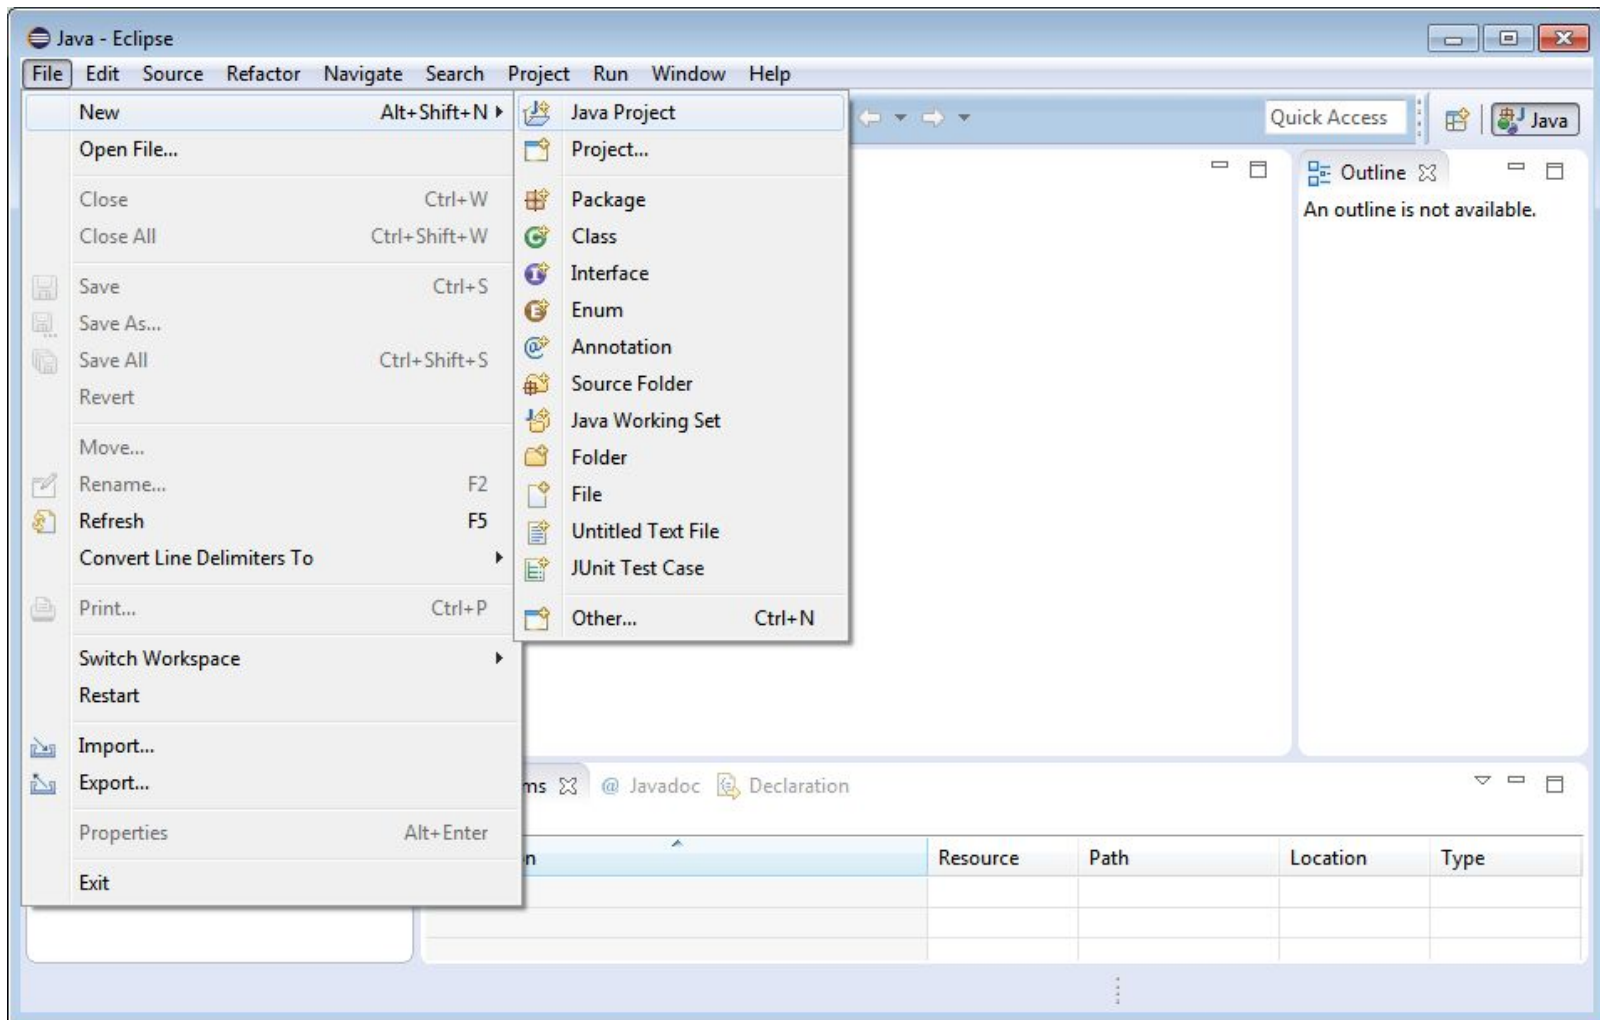 Java - Eclipse
File Edit Source Refactor Navigate Search Project Run Window Help
New Alt+Shift+N
Open File...
Close Ctrl+W
Close All Ctrl+Shift+W
Save Ctrl+S
Save As...
Save All Ctrl+Shift+S
Revert
Move...
Rename... F2
Refresh F5
Convert Line Delimiters To
Print... Ctrl+P
Switch Workspace
Restart
Import...
Export...
Properties Alt+Enter
Exit
Java Project
Project...
Package
Class
Interface
Enum
Annotation
Source Folder
Java Working Set
Folder
File
Untitled Text File
JUnit Test Case
Other... Ctrl+N
Quick Access
Java
Outline
An outline is not available.
ms @ Javadoc Declaration
n Resource Path Location Type